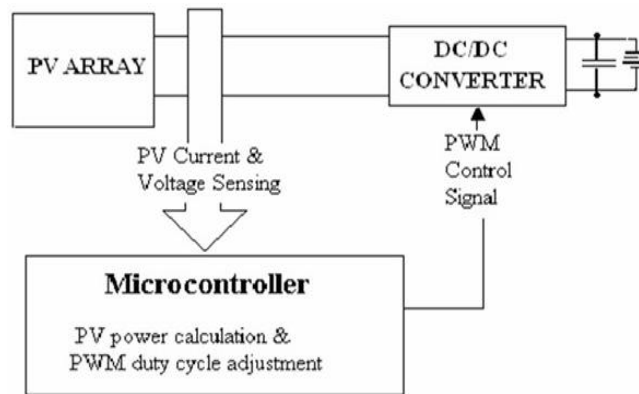 PV ARRAY
DC/DC
CONVERTER
PV Current &
Voltage Sensing
PWM
Control
Signal
Microcontroller
PV power calculation &
PWM duty cycle adjustment